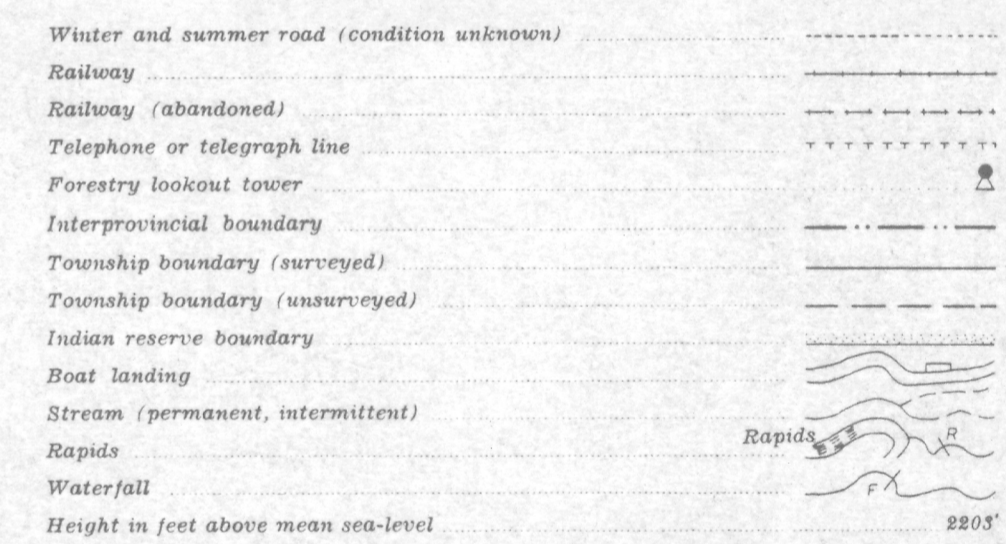 Winter and summer road (condition unknown)
Railway
Railway (abandoned)
Telephone or telegraph line
Forestry lookout tower
Interprovincial boundary
Township boundary (surveyed)
Township boundary (unsurveyed)
Indian reserve boundary
Boat landing
Stream (permanent, intermittent)
Rapids Rapids R
Waterfall F
Height in feet above mean sea-level 2203'